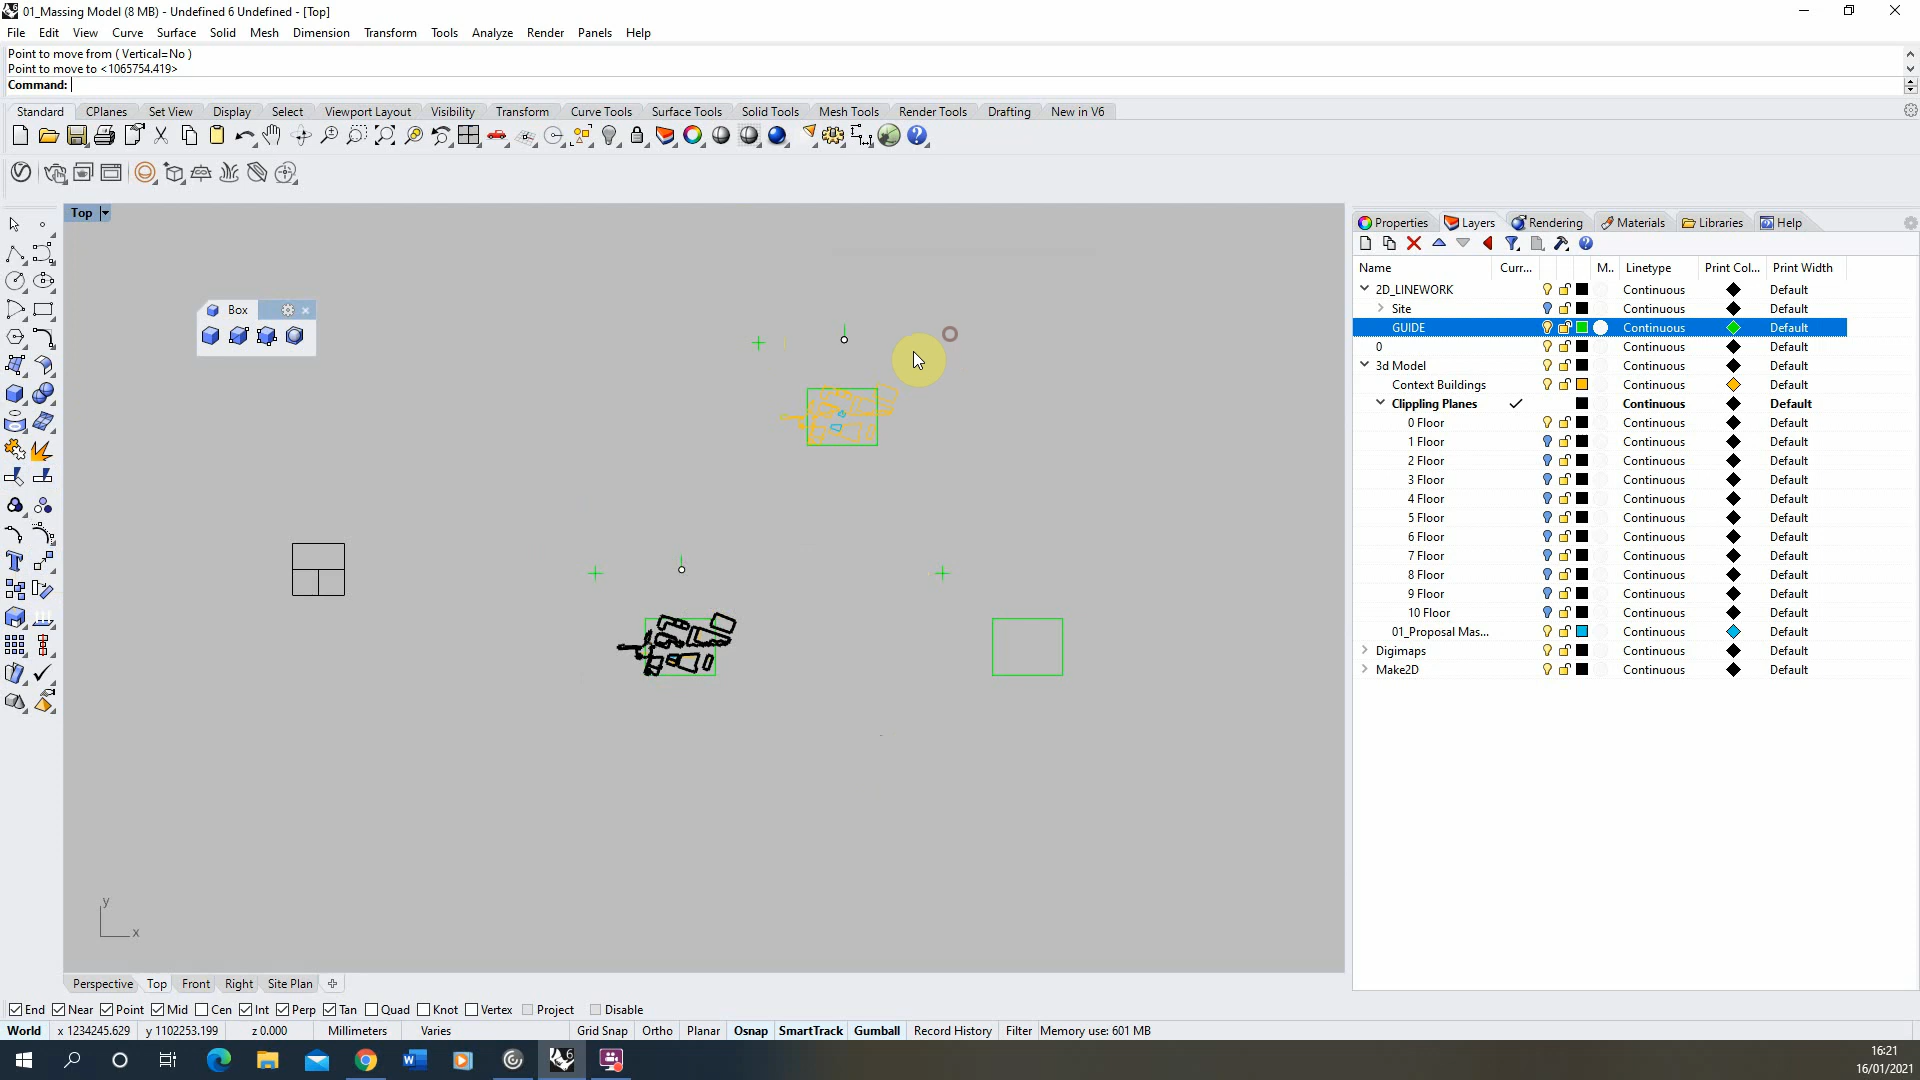 01_Massing Model (8 MB) - Undefined 6 Undefined - [Top]
File Edit View Curve Surface Solid Mesh Dimension Transform Tools Analyze Render Panels Help
Point to move from ( Vertical=No )
Point to move to <1065754.419>
Command:
Standard CPlanes Set View Display Select Viewport Layout Visibility Transform Curve Tools Surface Tools Solid Tools Mesh Tools Render Tools Drafting New in V6
Top
Properties Layers Rendering Materials Libraries Help
Name Curr... M.. Linetype Print Col... Print Width
2D_LINEWORK Continuous Default
Site Continuous Default
GUIDE Continuous Default
0 Continuous Default
3d Model Continuous Default
Context Buildings Continuous Default
Clippling Planes Continuous Default
0 Floor Continuous Default
1 Floor Continuous Default
2 Floor Continuous Default
3 Floor Continuous Default
4 Floor Continuous Default
5 Floor Continuous Default
6 Floor Continuous Default
7 Floor Continuous Default
8 Floor Continuous Default
9 Floor Continuous Default
10 Floor Continuous Default
01_Proposal Mas... Continuous Default
Digimaps Continuous Default
Make2D Continuous Default
Box
y
x
Perspective Top Front Right Site Plan
End Near Point Mid Cen Int Perp Tan Quad Knot Vertex Project Disable
World x 1234245.629 y 1102253.199 z 0.000 Millimeters Varies Grid Snap Ortho Planar Osnap SmartTrack Gumball Record History Filter Memory use: 601 MB
16:21
16/01/2021